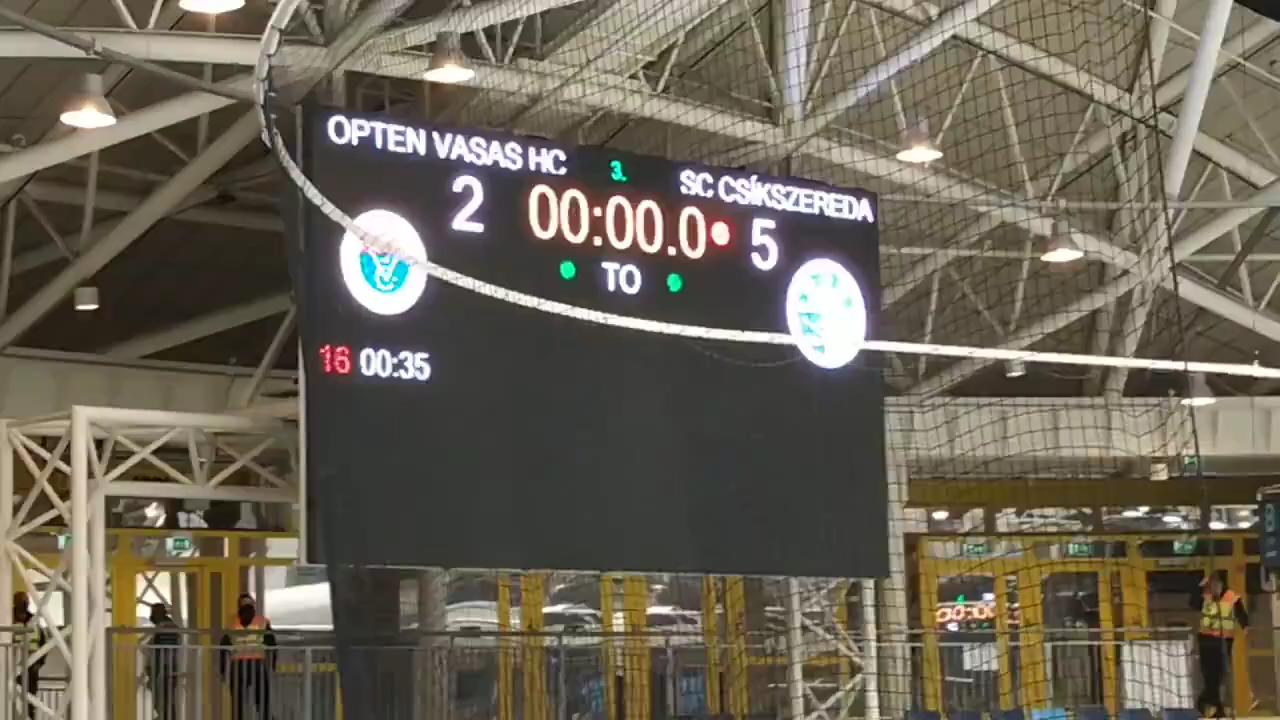 OPTEN VASAS HC
3.
SC CSÍKSZEREDA
2
00:00.0
5
TO
16 00:35